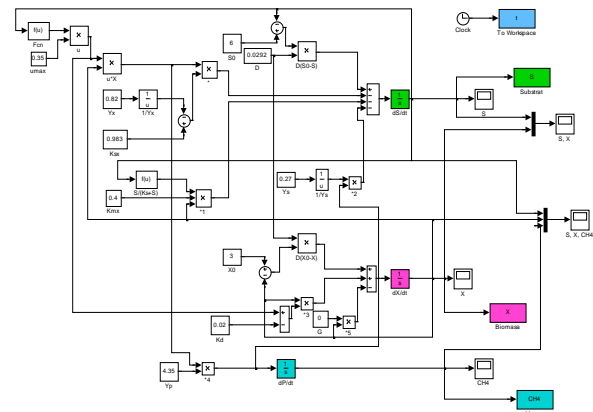 f(u)
Fcn
0.35
umax
×
u
×
u*X
6
S0
0.0292
D
×
D(S0-S)
Clock
t
To Workspace
0.82
Yx
1
u
1/Yx
×
*
0.983
Ksx
1
s
dS/dt
S
Substrat
S
S, X
f(u)
S/(Ks+S)
0.4
Kmx
×
*1
0.27
Ys
1
u
1/Ys
×
*2
S, X, CH4
3
X0
×
D(X0-X)
1
s
dX/dt
X
X
Biomasa
0.02
Kd
×
*3
0
G
×
*5
4.35
Yp
×
*4
1
s
dP/dt
CH4
CH4